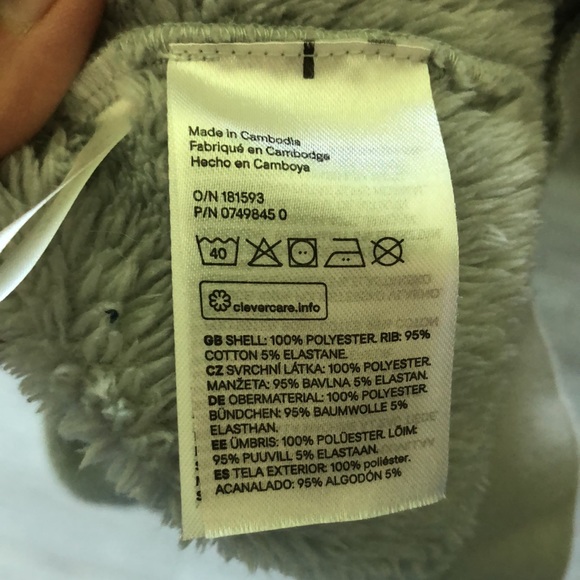 Made in Cambodia
Fabriqué en Cambodge
Hecho en Camboya
O/N 181593
P/N 0749845 0
40
clevercare.info
GB SHELL: 100% POLYESTER. RIB: 95%
COTTON 5% ELASTANE.
CZ SVRCHNÍ LÁTKA: 100% POLYESTER.
MANŽETA: 95% BAVLNA 5% ELASTAN.
DE OBERMATERIAL: 100% POLYESTER.
BÜNDCHEN: 95% BAUMWOLLE 5%
ELASTHAN.
EE ÜMBRIS: 100% POLÜESTER. LÕIM:
95% PUUVILL 5% ELASTAAN.
ES TELA EXTERIOR: 100% poliéster.
ACANALADO: 95% ALGODÓN 5%